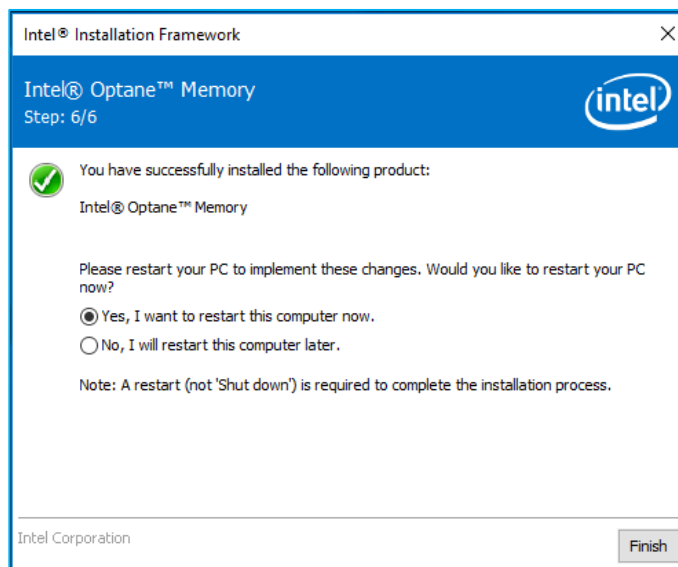 Intel® Installation Framework
Intel® Optane™ Memory
Step: 6/6
intel
You have successfully installed the following product:
Intel® Optane™ Memory
Please restart your PC to implement these changes. Would you like to restart your PC
now?
Yes, I want to restart this computer now.
No, I will restart this computer later.
Note: A restart (not 'Shut down') is required to complete the installation process.
Intel Corporation
Finish